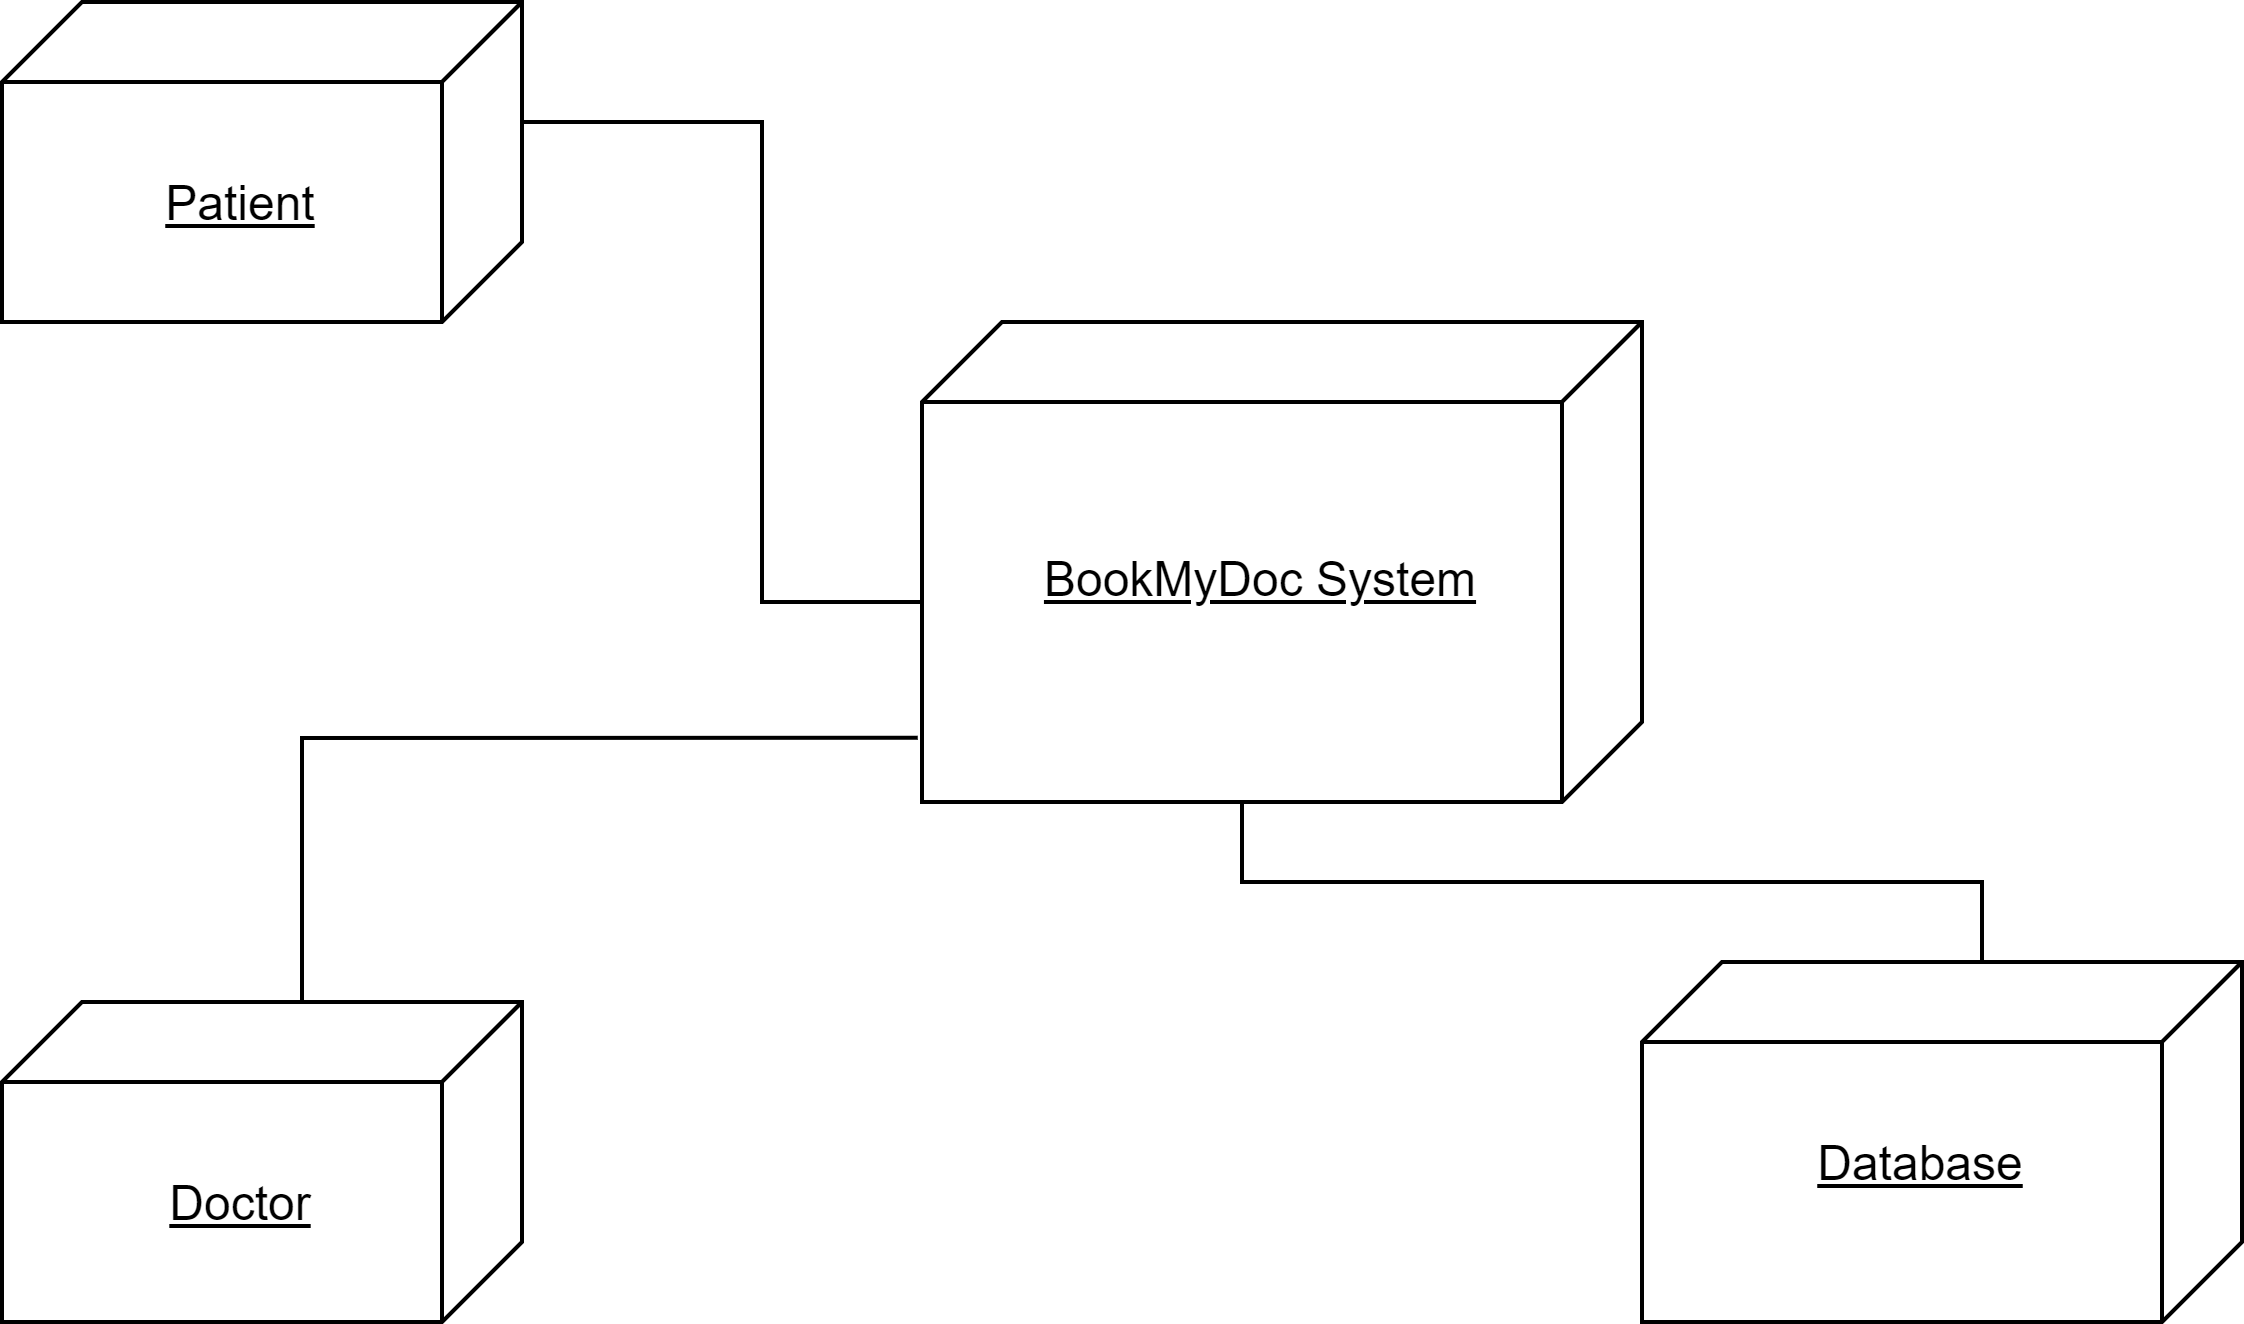 Patient
BookMyDoc System
Doctor
Database